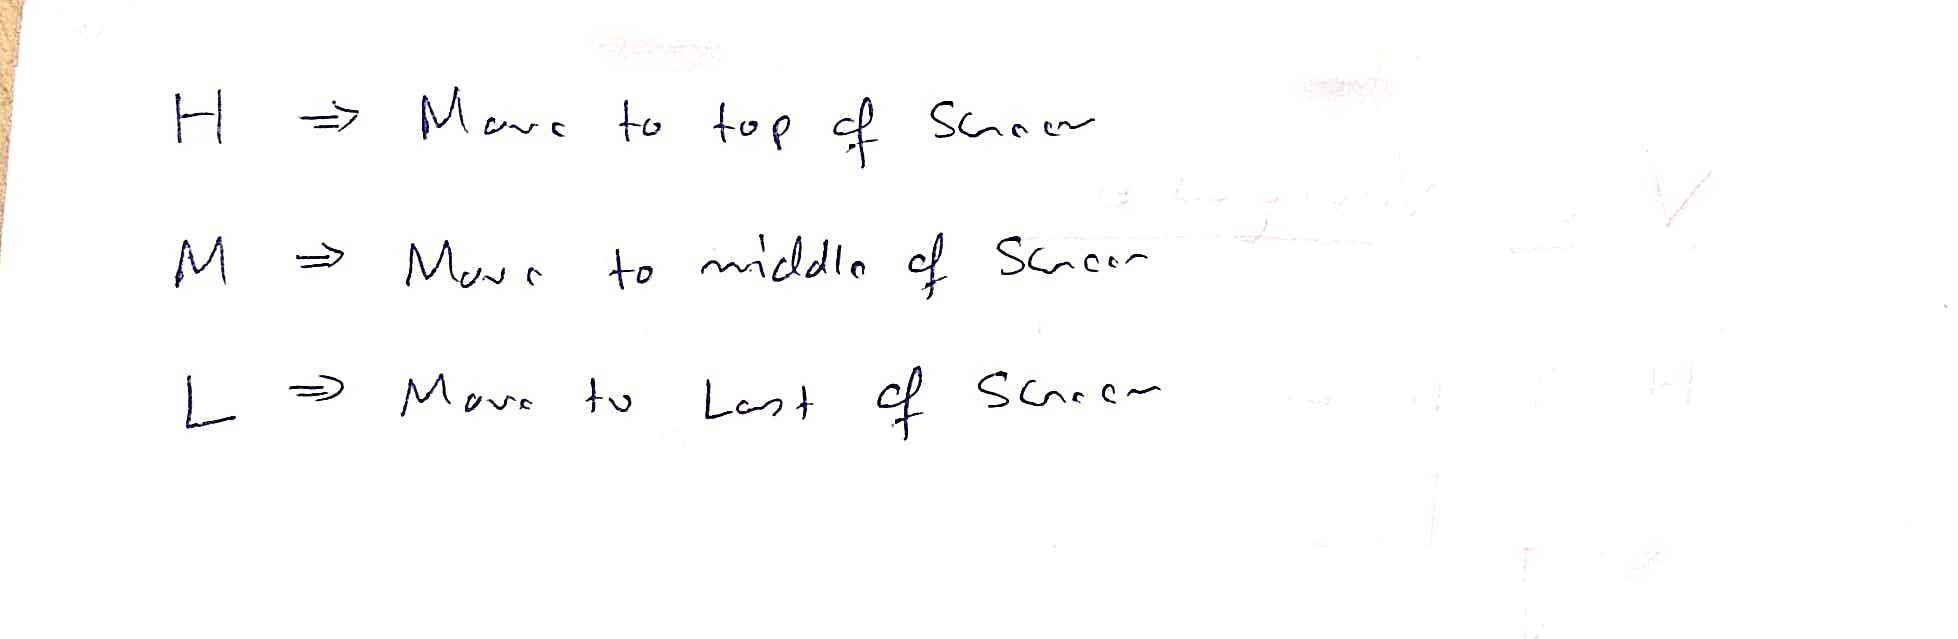 H ⇒ Move to top of Screen
M ⇒ Move to middle of Screen
L ⇒ Move to Last of Screen